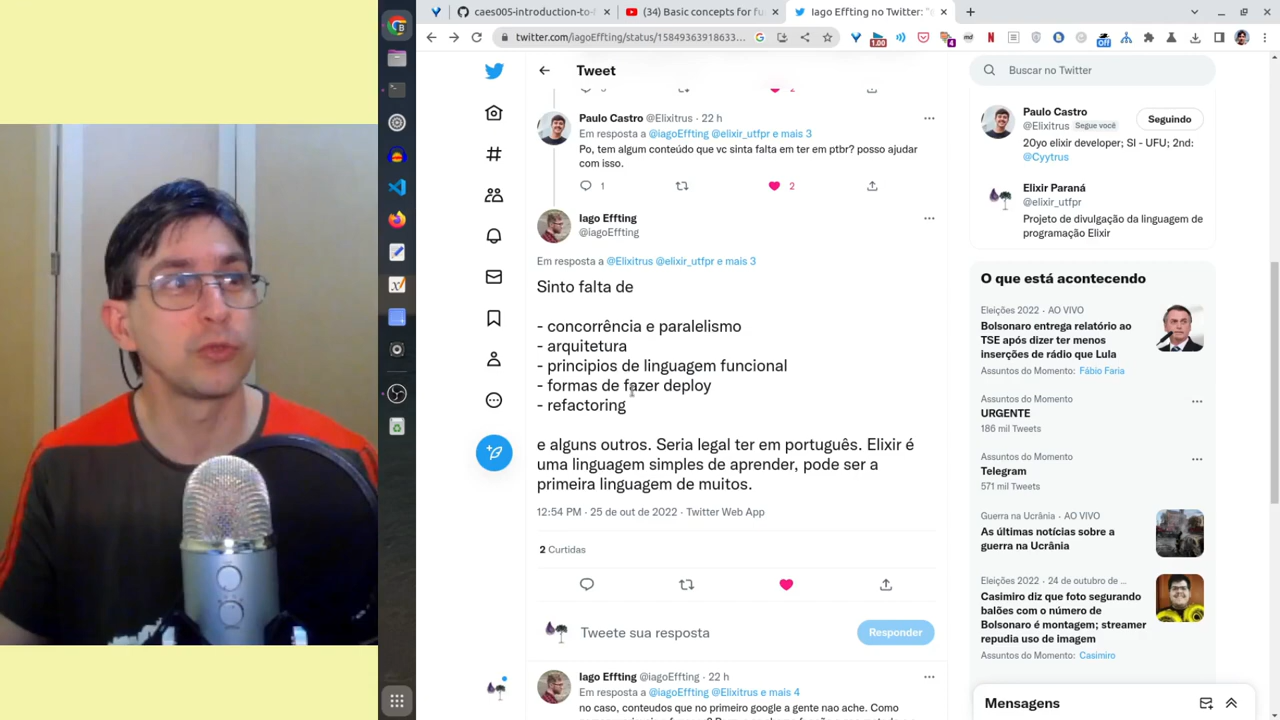 caes005-introduction-to-f
(34) Basic concepts for fu
Iago Effting no Twitter: "
twitter.com/IagoEffting/status/15849363918633...
1.00
Off
4
Tweet
Buscar no Twitter
2
Paulo Castro @Elixitrus · 22 h
Em resposta a @iagoEffting @elixir_utfpr e mais 3
Po, tem algum conteúdo que vc sinta falta em ter em ptbr? posso ajudar
com isso.
1
2
Iago Effting
@iagoEffting
Em resposta a @Elixitrus @elixir_utfpr e mais 3
Sinto falta de
- concorrência e paralelismo
- arquitetura
- principios de linguagem funcional
- formas de fazer deploy
- refactoring
e alguns outros. Seria legal ter em português. Elixir é
uma linguagem simples de aprender, pode ser a
primeira linguagem de muitos.
12:54 PM · 25 de out de 2022 · Twitter Web App
2 Curtidas
Tweete sua resposta
Responder
Iago Effting @iagoEffting · 22 h
Em resposta a @iagoEffting @Elixitrus e mais 4
no caso, conteudos que no primeiro google a gente nao ache. Como
Paulo Castro
@Elixitrus Segue você
Seguindo
20yo elixir developer; SI - UFU; 2nd:
@Cyytrus
Elixir Paraná
@elixir_utfpr
Projeto de divulgação da linguagem de
programação Elixir
O que está acontecendo
Eleições 2022 · AO VIVO
Bolsonaro entrega relatório ao
TSE após dizer ter menos
inserções de rádio que Lula
Assuntos do Momento: Fábio Faria
Assuntos do Momento
URGENTE
186 mil Tweets
Assuntos do Momento
Telegram
571 mil Tweets
Guerra na Ucrânia · AO VIVO
As últimas notícias sobre a
guerra na Ucrânia
Eleições 2022 · 24 de outubro de ...
Casimiro diz que foto segurando
balões com o número de
Bolsonaro é montagem; streamer
repudia uso de imagem
Assuntos do Momento: Casimiro
Mensagens